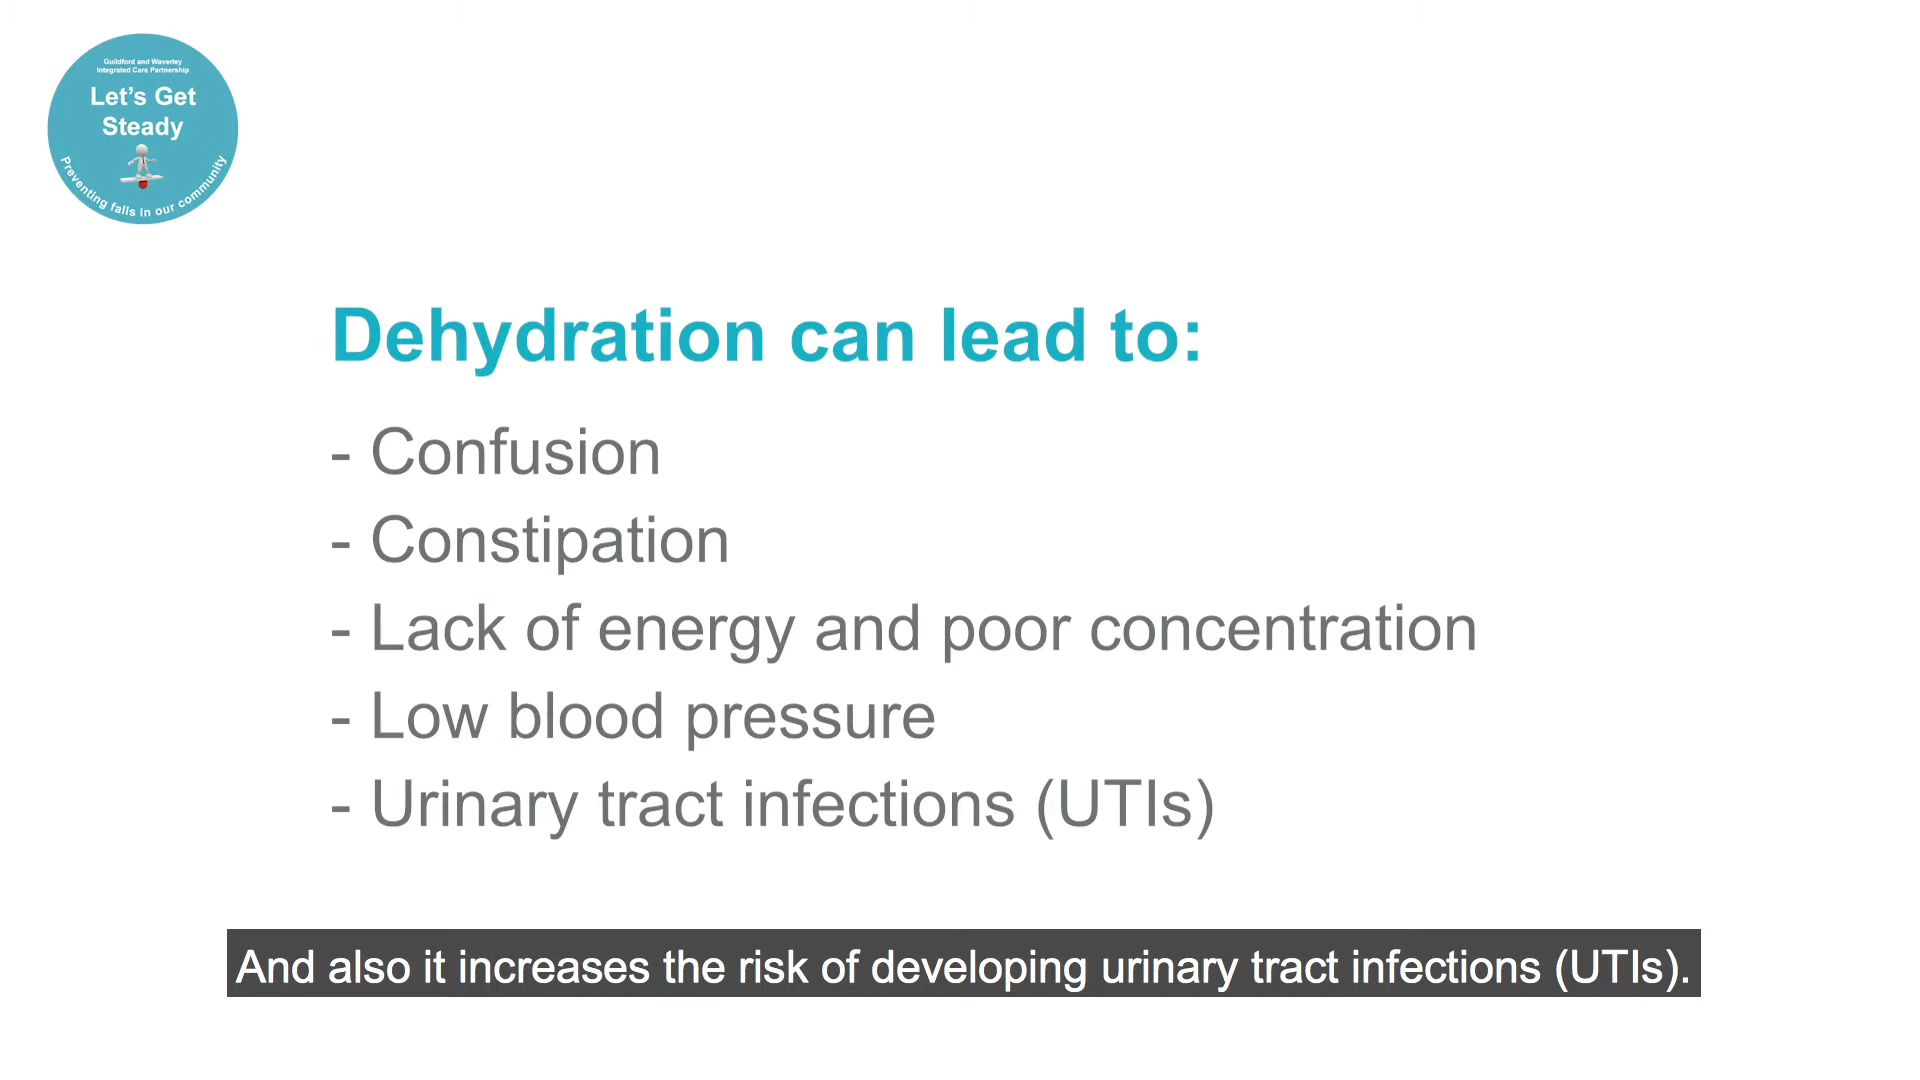 Guildford and Waverley
Integrated Care Partnership
Let's Get
Steady
Preventing falls in our community
Dehydration can lead to:
- Confusion
- Constipation
- Lack of energy and poor concentration
- Low blood pressure
- Urinary tract infections (UTIs)
And also it increases the risk of developing urinary tract infections (UTIs).